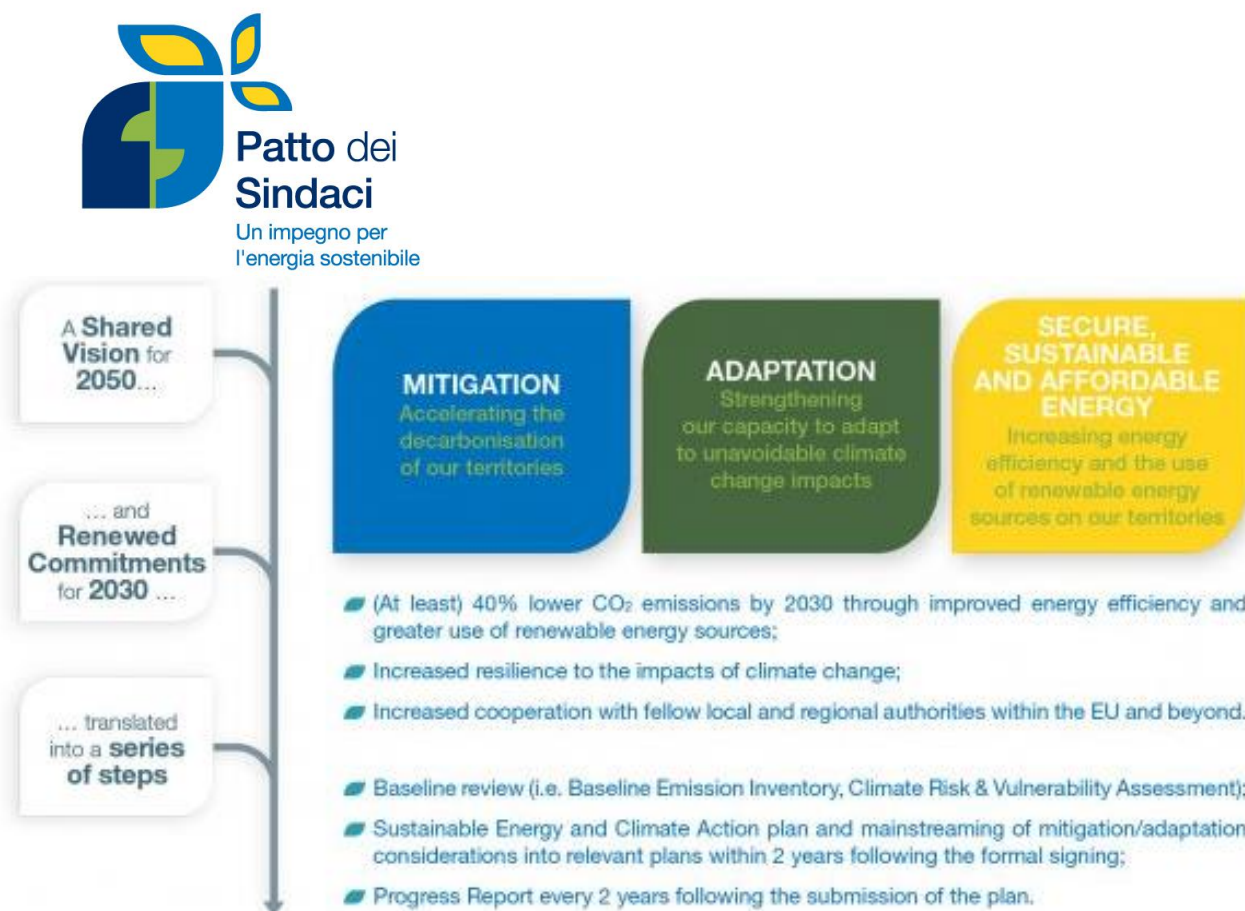 Patto dei
Sindaci
Un impegno per
l'energia sostenibile
A Shared
Vision for
2050...
MITIGATION
Accelerating the
decarbonisation
of our territories
ADAPTATION
Strengthening
our capacity to adapt
to unavoidable climate
change impacts
SECURE,
SUSTAINABLE
AND AFFORDABLE
ENERGY
Increasing energy
efficiency and the use
of renewable energy
sources on our territories
... and
Renewed
Commitments
for 2030 ...
(At least) 40% lower CO₂ emissions by 2030 through improved energy efficiency and
greater use of renewable energy sources;
Increased resilience to the impacts of climate change;
Increased cooperation with fellow local and regional authorities within the EU and beyond.
... translated
into a series
of steps
Baseline review (i.e. Baseline Emission Inventory, Climate Risk & Vulnerability Assessment);
Sustainable Energy and Climate Action plan and mainstreaming of mitigation/adaptation
considerations into relevant plans within 2 years following the formal signing;
Progress Report every 2 years following the submission of the plan.